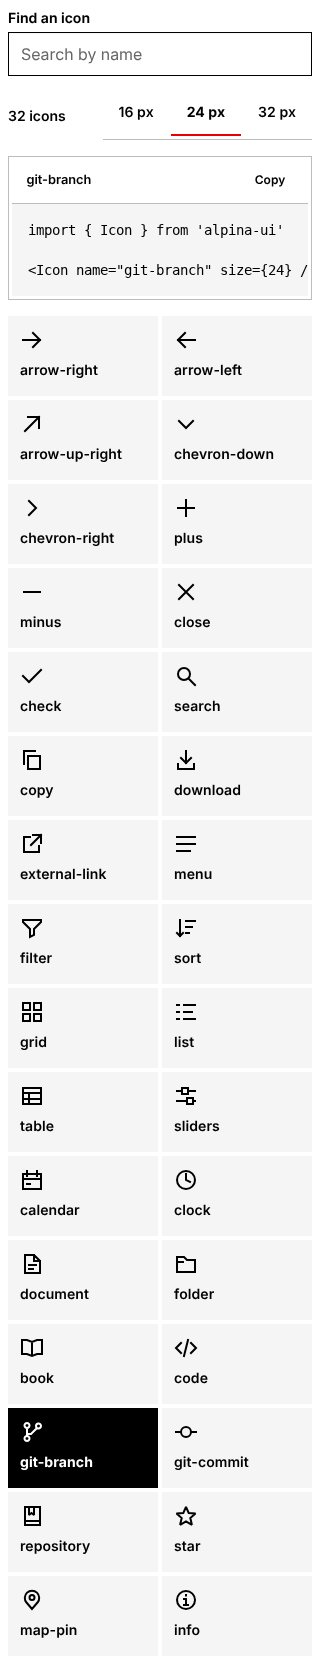 Find an icon
Search by name
32 icons
16 px
24 px
32 px
git-branch
Copy
import { Icon } from 'alpina-ui'
<Icon name="git-branch" size={24} /
arrow-right
arrow-left
arrow-up-right
chevron-down
chevron-right
plus
minus
close
check
search
copy
download
external-link
menu
filter
sort
grid
list
table
sliders
calendar
clock
document
folder
book
code
git-branch
git-commit
repository
star
map-pin
info